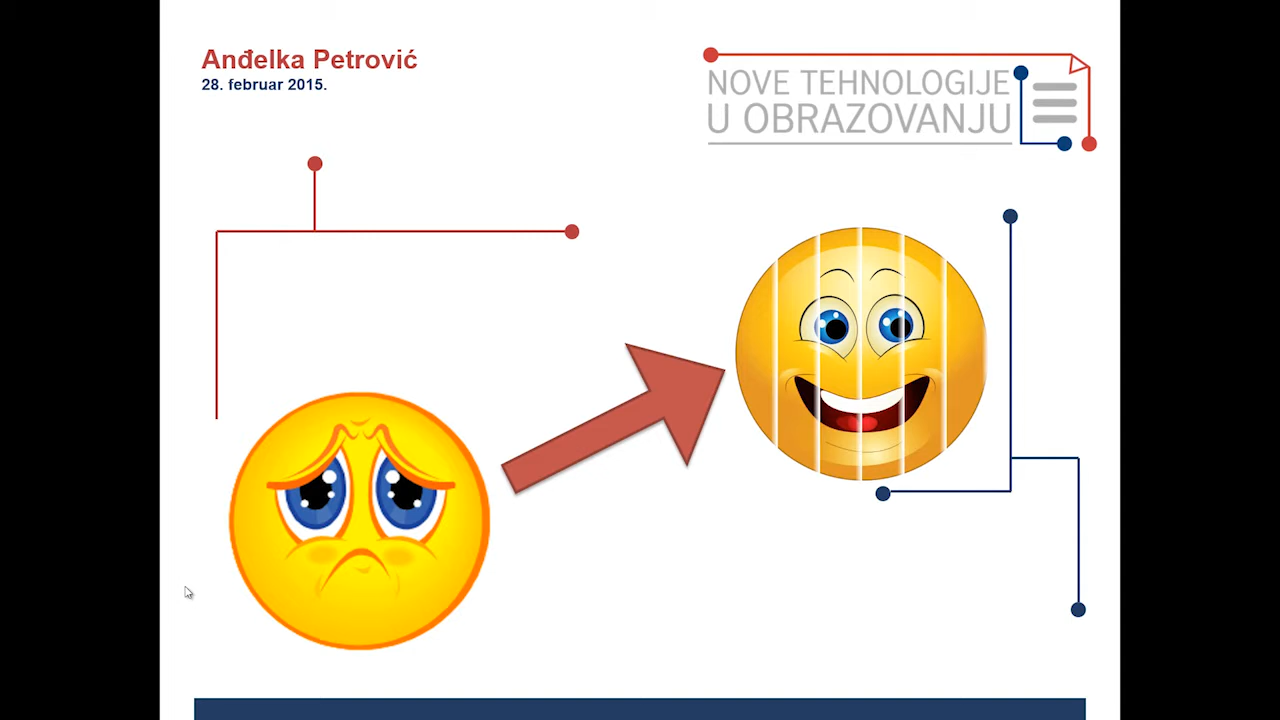 Anđelka Petrović
28. februar 2015.
NOVE TEHNOLOGIJE
U OBRAZOVANJU